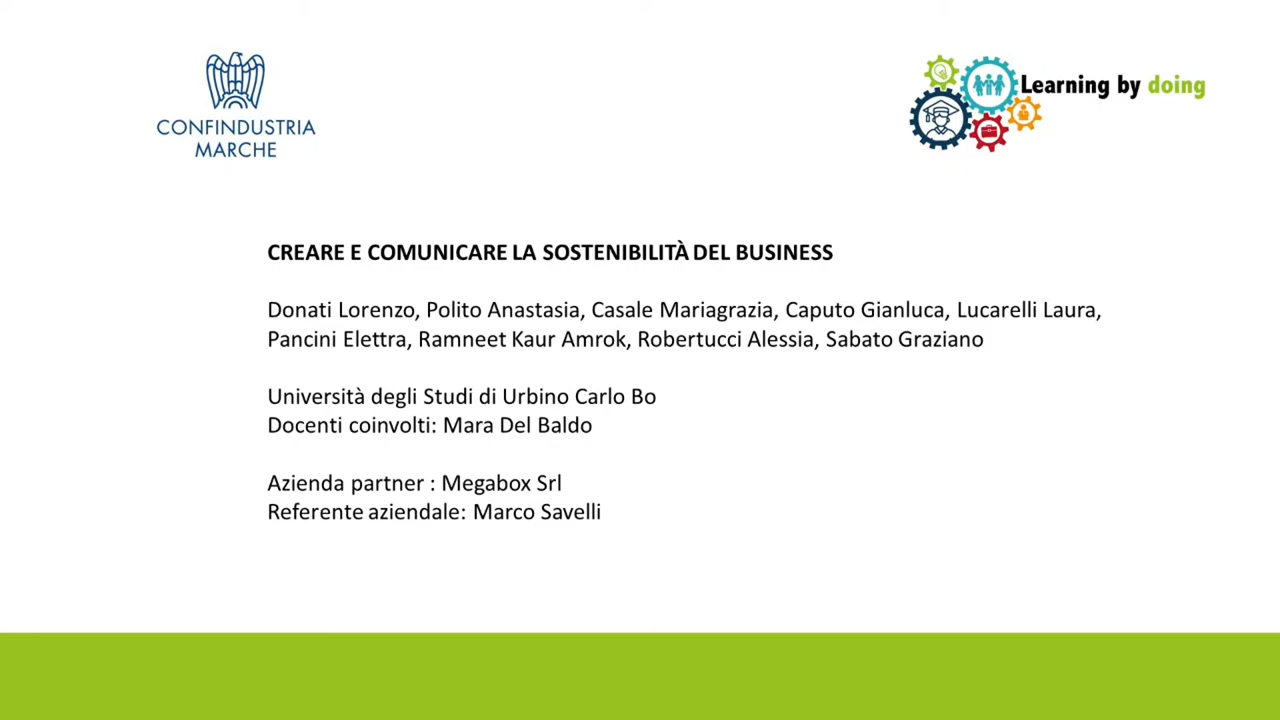 CONFINDUSTRIA
MARCHE
Learning by doing
CREARE E COMUNICARE LA SOSTENIBILITÀ DEL BUSINESS
Donati Lorenzo, Polito Anastasia, Casale Mariagrazia, Caputo Gianluca, Lucarelli Laura,
Pancini Elettra, Ramneet Kaur Amrok, Robertucci Alessia, Sabato Graziano
Università degli Studi di Urbino Carlo Bo
Docenti coinvolti: Mara Del Baldo
Azienda partner : Megabox Srl
Referente aziendale: Marco Savelli